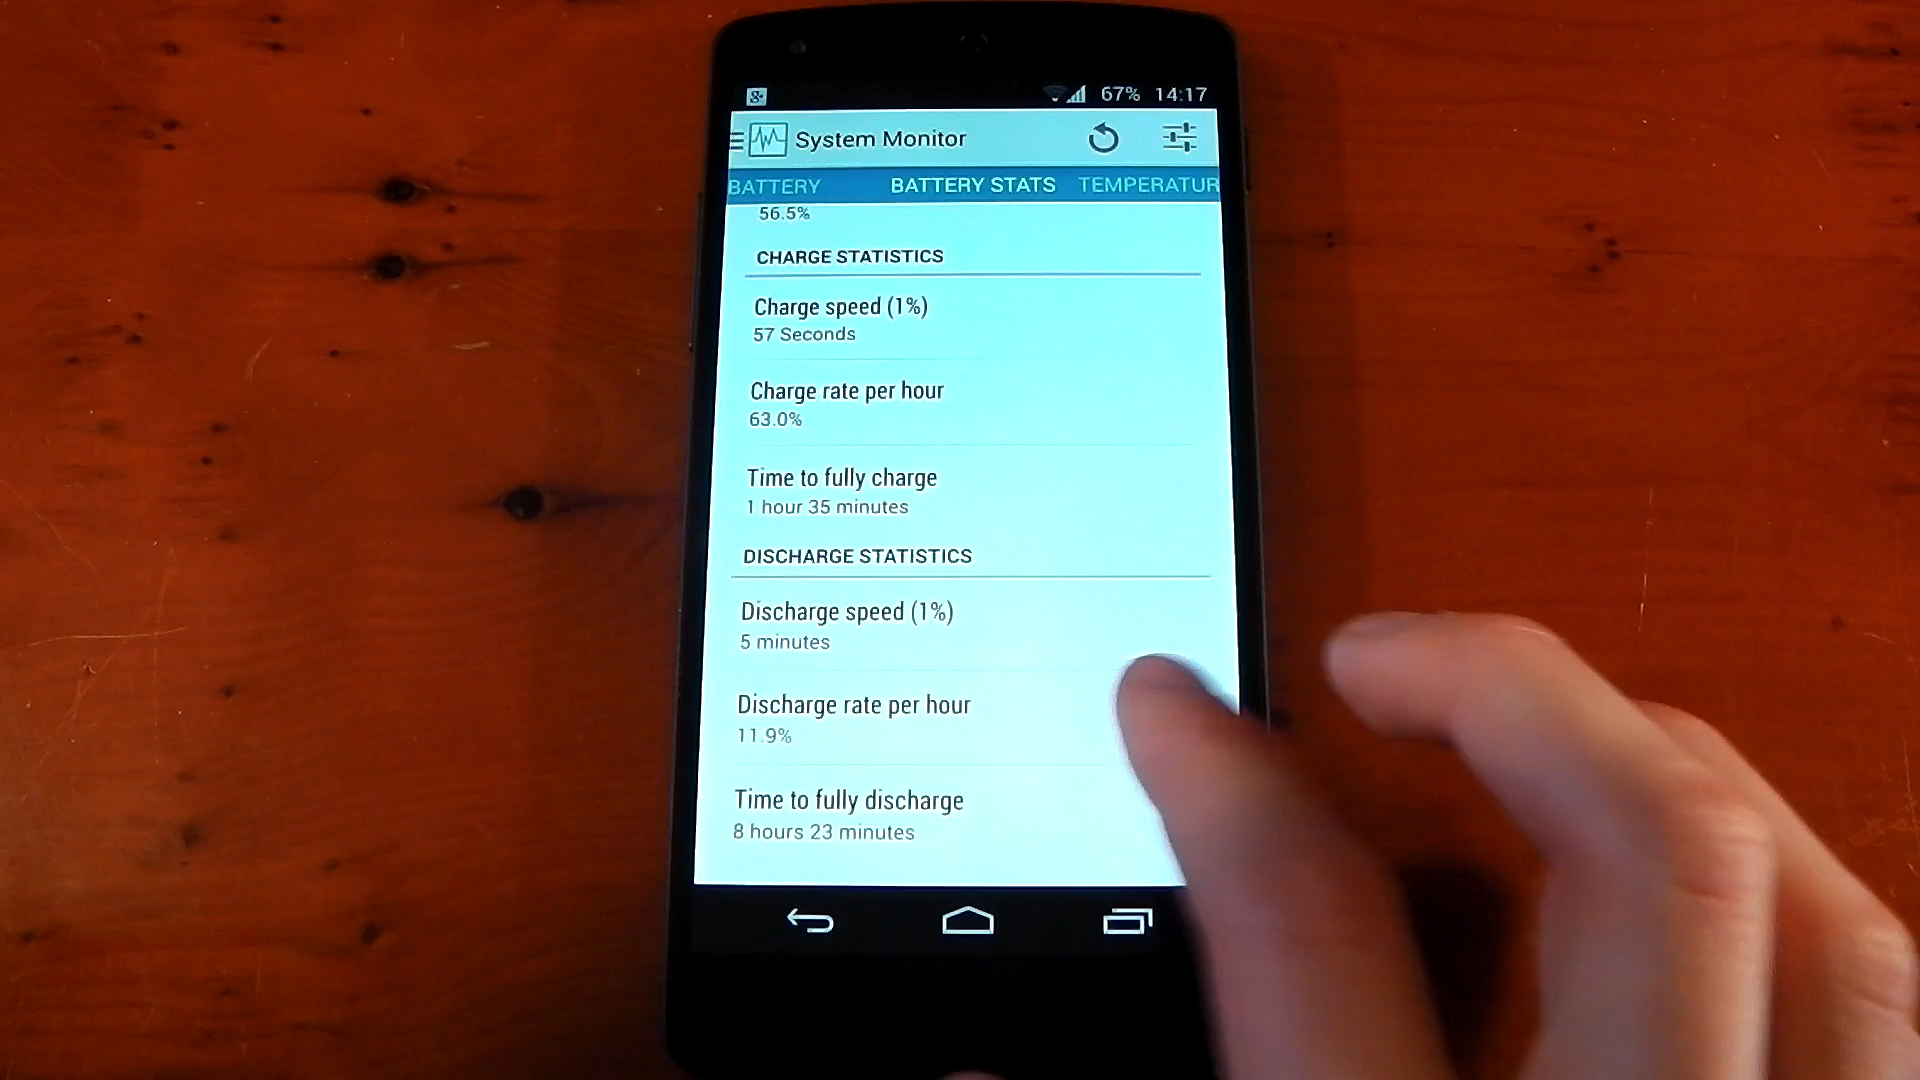 67% 14:17
System Monitor
BATTERY BATTERY STATS TEMPERATUR
56.5%
CHARGE STATISTICS
Charge speed (1%)
57 Seconds
Charge rate per hour
63.0%
Time to fully charge
1 hour 35 minutes
DISCHARGE STATISTICS
Discharge speed (1%)
5 minutes
Discharge rate per hour
11.9%
Time to fully discharge
8 hours 23 minutes